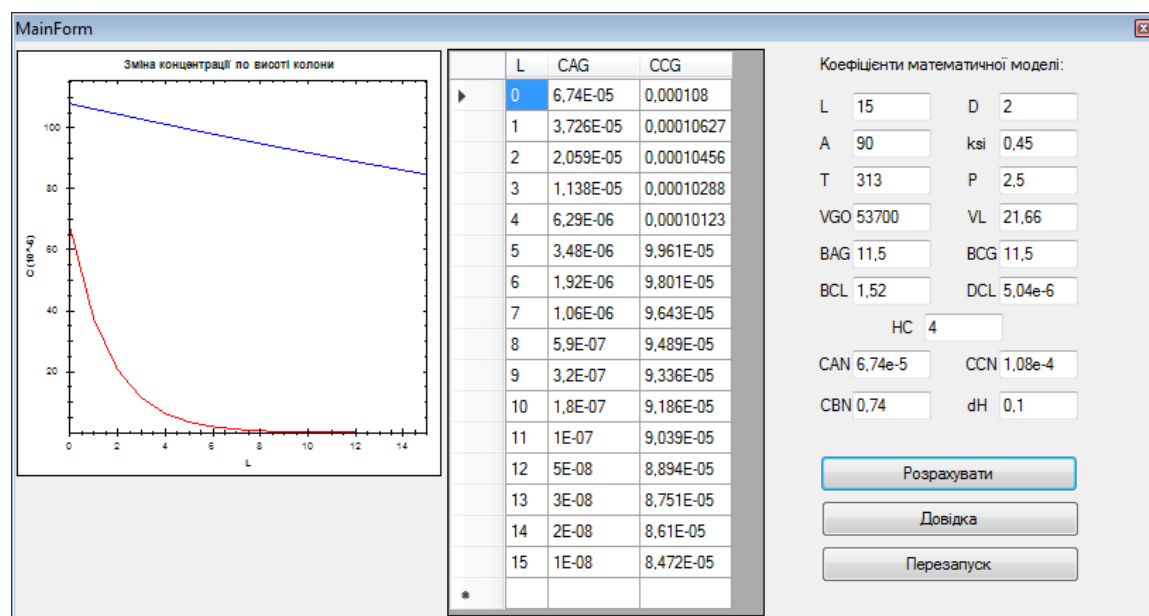 MainForm
Зміна концентрації по висоті колони
C (10^-6)
100
80
60
40
20
0 2 4 6 8 10 12 14
L
L CAG CCG
0 6,74E-05 0,000108
1 3,726E-05 0,00010627
2 2,059E-05 0,00010456
3 1,138E-05 0,00010288
4 6,29E-06 0,00010123
5 3,48E-06 9,961E-05
6 1,92E-06 9,801E-05
7 1,06E-06 9,643E-05
8 5,9E-07 9,489E-05
9 3,2E-07 9,336E-05
10 1,8E-07 9,186E-05
11 1E-07 9,039E-05
12 5E-08 8,894E-05
13 3E-08 8,751E-05
14 2E-08 8,61E-05
15 1E-08 8,472E-05
Коефіцієнти математичної моделі:
L 15 D 2
A 90 ksi 0,45
T 313 P 2,5
VGO 53700 VL 21,66
BAG 11,5 BCG 11,5
BCL 1,52 DCL 5,04e-6
HC 4
CAN 6,74e-5 CCN 1,08e-4
CBN 0,74 dH 0,1
Розрахувати
Довідка
Перезапуск